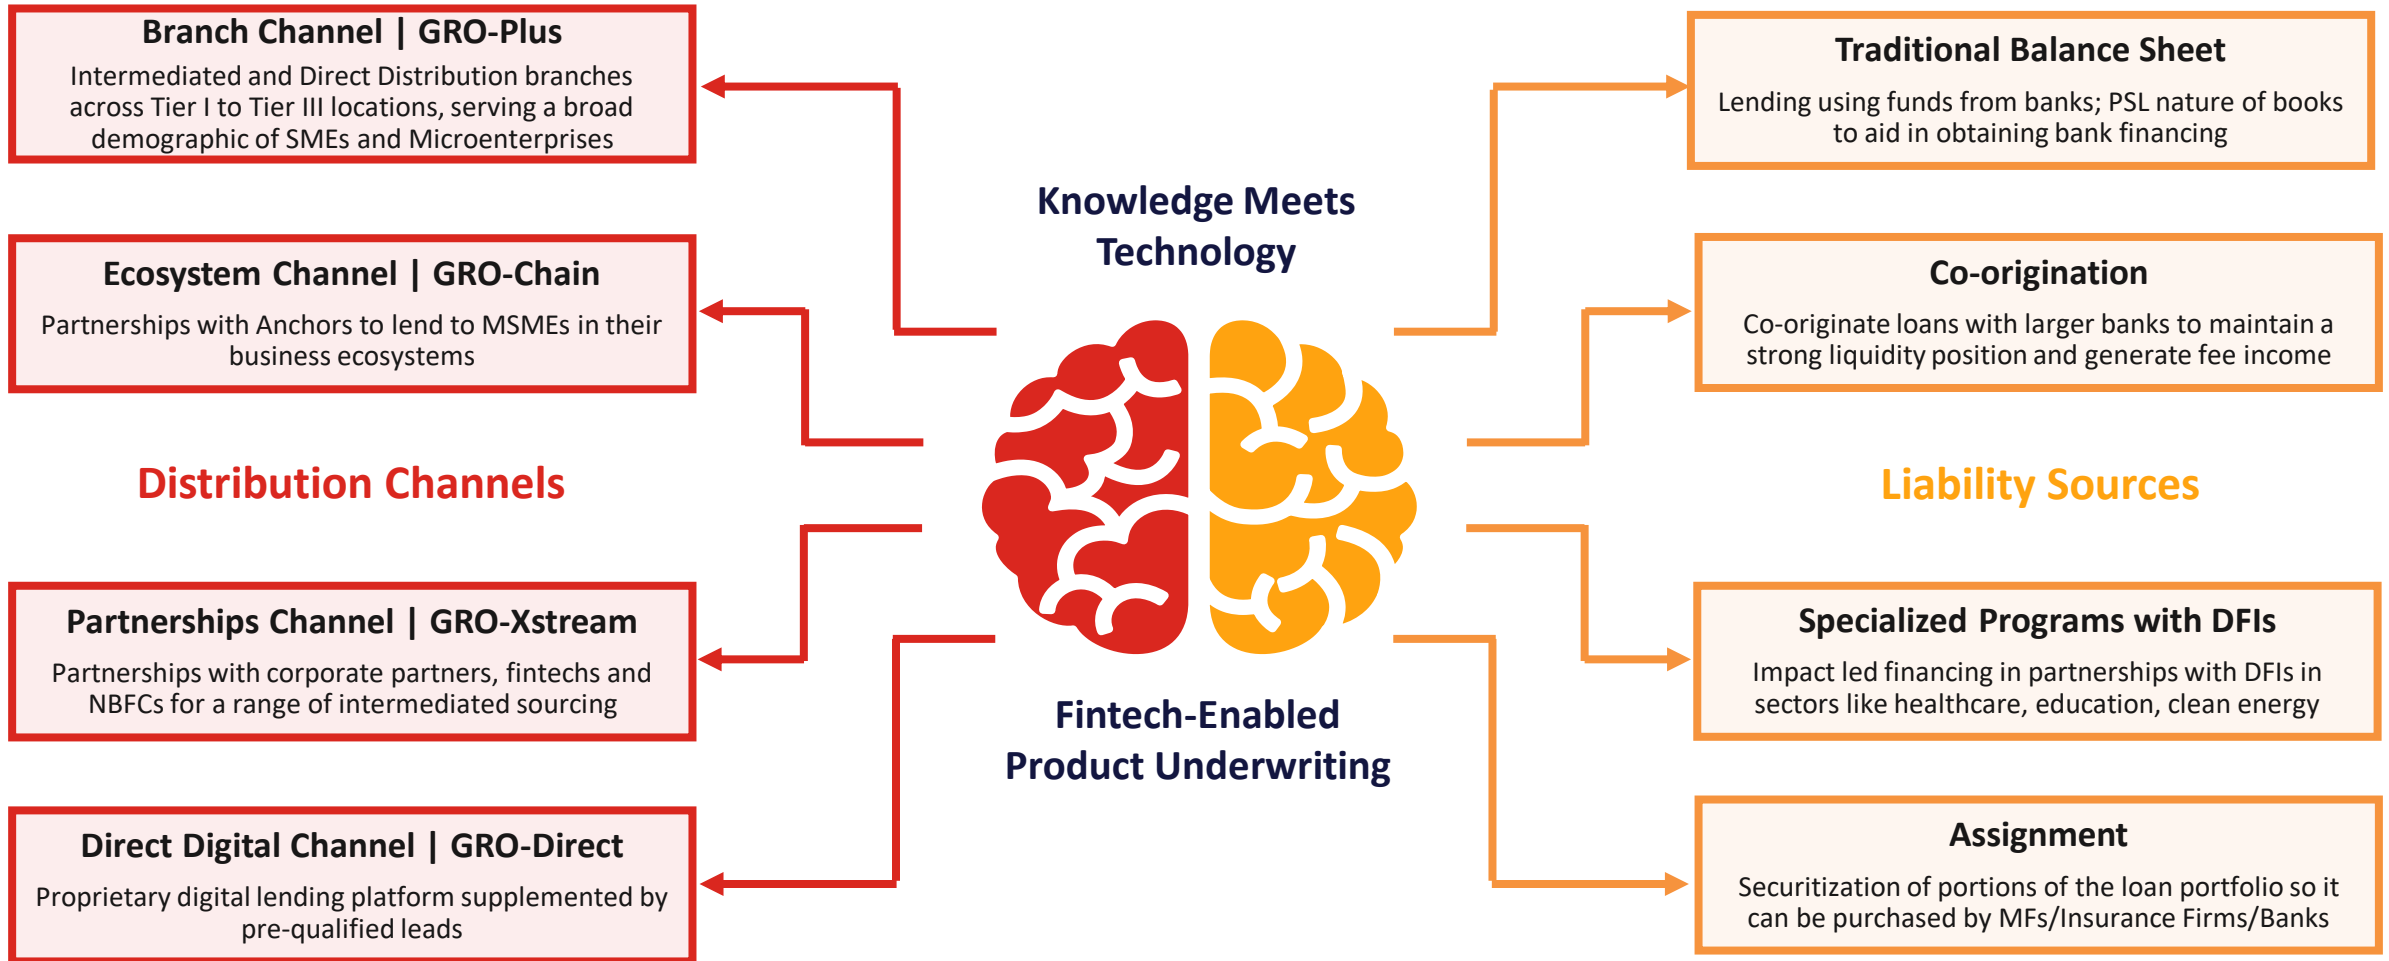 Branch Channel | GRO-Plus
Intermediated and Direct Distribution branches
across Tier I to Tier III locations, serving a broad
demographic of SMEs and Microenterprises
Ecosystem Channel | GRO-Chain
Partnerships with Anchors to lend to MSMEs in their
business ecosystems
Distribution Channels
Partnerships Channel | GRO-Xstream
Partnerships with corporate partners, fintechs and
NBFCs for a range of intermediated sourcing
Direct Digital Channel | GRO-Direct
Proprietary digital lending platform supplemented by
pre-qualified leads
Knowledge Meets
Technology
Fintech-Enabled
Product Underwriting
Traditional Balance Sheet
Lending using funds from banks; PSL nature of books
to aid in obtaining bank financing
Co-origination
Co-originate loans with larger banks to maintain a
strong liquidity position and generate fee income
Liability Sources
Specialized Programs with DFIs
Impact led financing in partnerships with DFIs in
sectors like healthcare, education, clean energy
Assignment
Securitization of portions of the loan portfolio so it
can be purchased by MFs/Insurance Firms/Banks